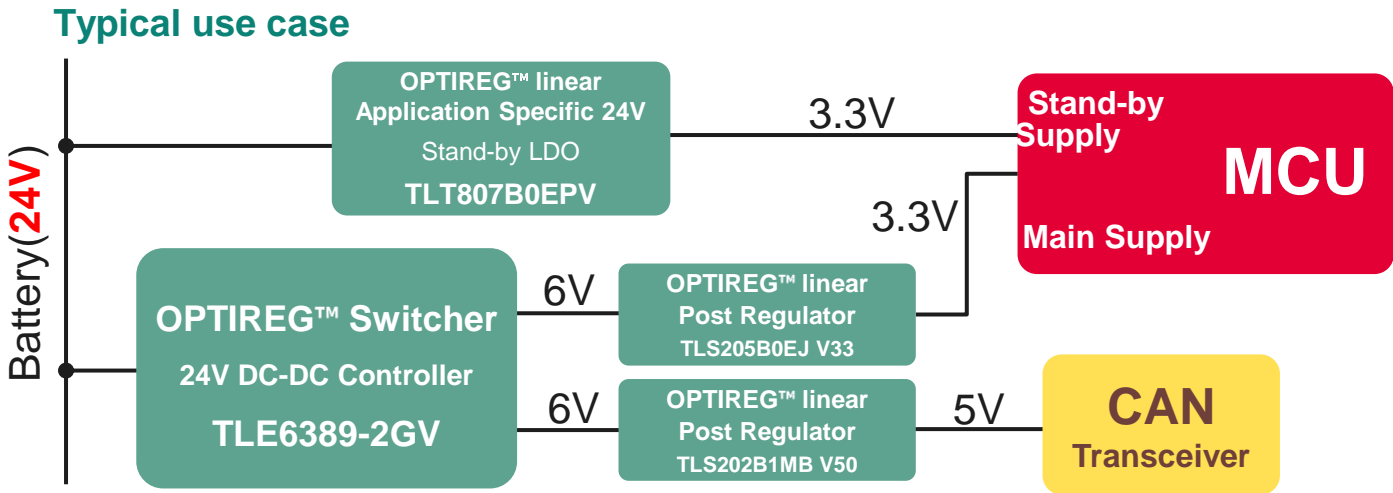 Typical use case
Battery(24V)
OPTIREG™ linear
Application Specific 24V
Stand-by LDO
TLT807B0EPV
3.3V
Stand-by
Supply
MCU
Main Supply
3.3V
OPTIREG™ Switcher
24V DC-DC Controller
TLE6389-2GV
6V
OPTIREG™ linear
Post Regulator
TLS205B0EJ V33
6V
OPTIREG™ linear
Post Regulator
TLS202B1MB V50
5V
CAN
Transceiver